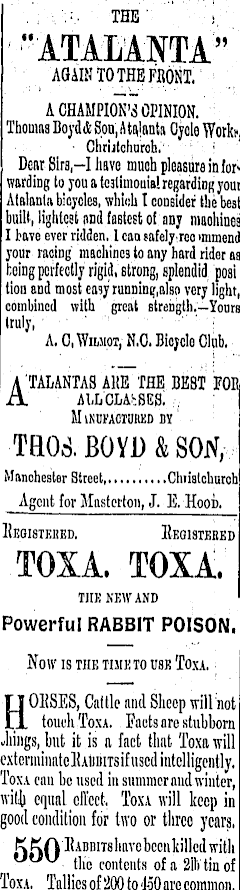 THE
"ATALANTA"
AGAIN TO THE FRONT.
A CHAMPION'S OPINION.
Thomas Boyd & Son, Atalanta Cycle Works,
Christchurch.
Dear Sirs,—I have much pleasure in for-
warding to you a testimonial regarding your
Atalanta bicycles, which I consider the best
built, lightest and fastest of any machines
I have ever ridden. I can safely recommend
your racing machines to any hard rider as
being perfectly rigid, strong, splendid posi
tion and most easy running, also very light,
combined with great strength.—Yours
truly,
A. C, WILMOT, N.C. Bicycle Club.
ATALANTAS ARE THE BEST FOR
ALL CLASSES.
MANUFACTURED BY
THOS. BOYD & SON,
Manchester Street,..........Christchurch
Agent for Masterton, J. E. HOOD.
REGISTERED. REGISTERED
TOXA. TOXA.
THE NEW AND
Powerful RABBIT POISON.
NOW IS THE TIME TO USE TOXA.
HORSES, Cattle and Sheep will not
touch TOXA. Facts are stubborn
things, but it is a fact that Toxa will
exterminate RABBITS if used intelligently.
TOXA can be used in summer and winter,
with equal effect. TOXA will keep in
good condition for two or three years.
550 RABBITS have been killed with
the contents of a 2lb tin of
TOXA. Tallies of 200 to 450 are common